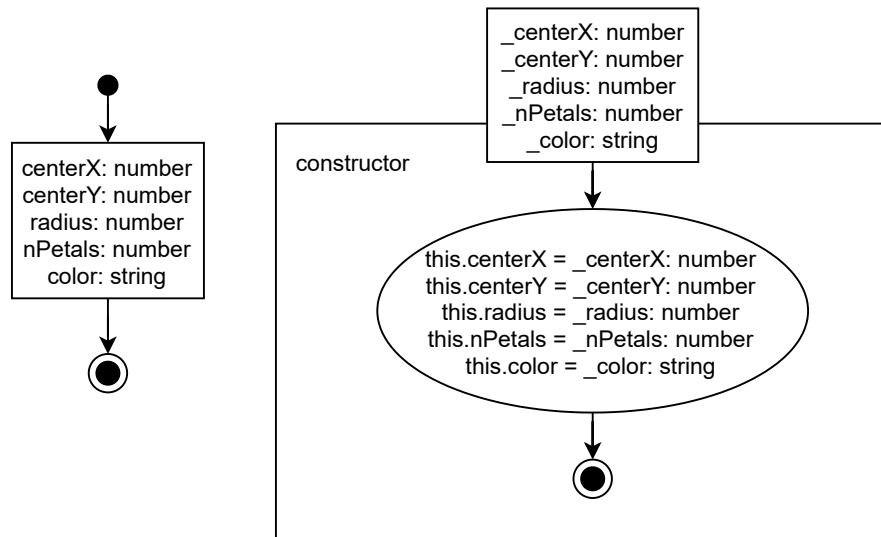 centerX: number
centerY: number
radius: number
nPetals: number
color: string
_centerX: number
_centerY: number
_radius: number
_nPetals: number
_color: string
constructor
this.centerX = _centerX: number
this.centerY = _centerY: number
this.radius = _radius: number
this.nPetals = _nPetals: number
this.color = _color: string